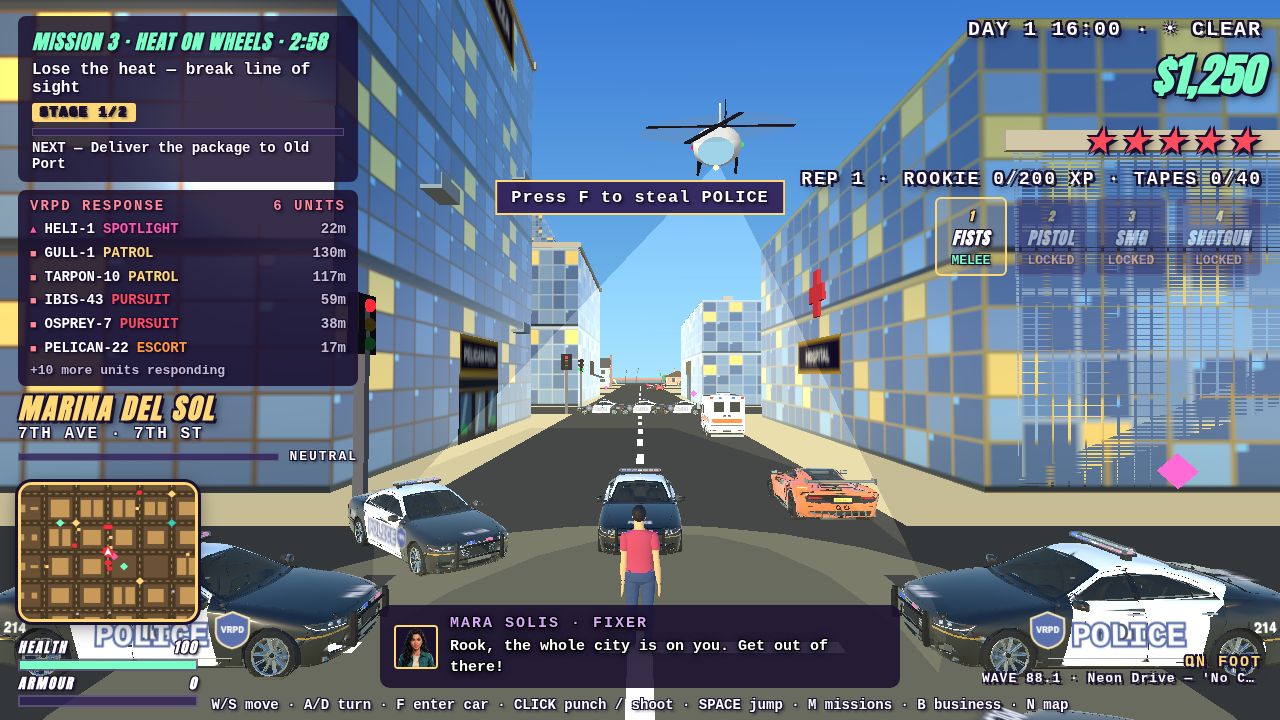 MISSION 3 · HEAT ON WHEELS · 2:58
Lose the heat — break line of
sight
STAGE 1/2
NEXT — Deliver the package to Old
Port
VRPD RESPONSE 6 UNITS
HELI-1 SPOTLIGHT 22m
GULL-1 PATROL 130m
TARPON-10 PATROL 117m
IBIS-43 PURSUIT 59m
OSPREY-7 PURSUIT 38m
PELICAN-22 ESCORT 17m
+10 more units responding
MARINA DEL SOL
7TH AVE · 7TH ST
NEUTRAL
DAY 1 16:00 · ☀ CLEAR
$1,250
REP 1 · ROOKIE 0/200 XP · TAPES 0/40
1 FISTS MELEE
2 PISTOL LOCKED
3 SMG LOCKED
4 SHOTGUN LOCKED
Press F to steal POLICE
HOSPITAL
POLICE
214
POLICE
VRPD
VRPD
POLICE
214
HEALTH 100
ARMOUR 0
MARA SOLIS · FIXER
Rook, the whole city is on you. Get out of
there!
ON FOOT
WAVE 88.1 · Neon Drive — 'No C…
W/S move · A/D turn · F enter car · CLICK punch / shoot · SPACE jump · M missions · B business · N map